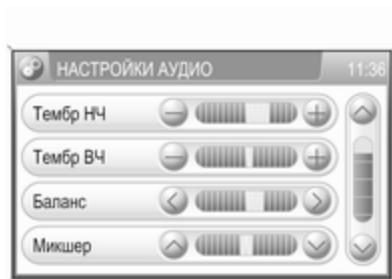 НАСТРОЙКИ АУДИО 11:36
Тембр НЧ
Тембр ВЧ
Баланс
Микшер